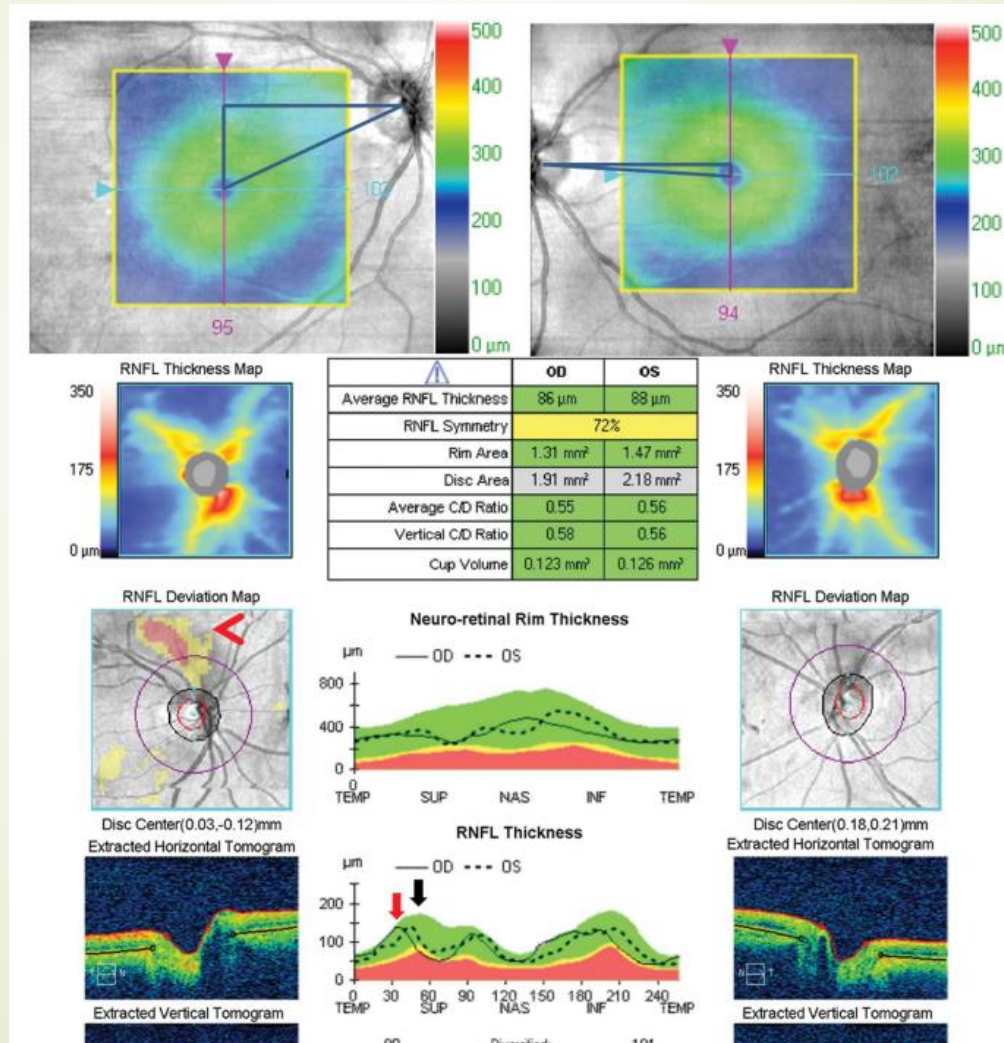 500
400
300
200
100
0 µm
102
95
500
400
300
200
100
0 µm
102
94
RNFL Thickness Map
350
175
0 µm
OD OS
Average RNFL Thickness 86 µm 88 µm
RNFL Symmetry 72%
Rim Area 1.31 mm² 1.47 mm²
Disc Area 1.91 mm² 2.18 mm²
Average C/D Ratio 0.55 0.56
Vertical C/D Ratio 0.58 0.56
Cup Volume 0.123 mm³ 0.126 mm³
RNFL Thickness Map
350
175
0 µm
RNFL Deviation Map
Disc Center(0.03,-0.12)mm
Neuro-retinal Rim Thickness
µm OD OS
800
400
0
0
TEMP SUP NAS INF TEMP
RNFL Deviation Map
Disc Center(0.18,0.21)mm
Extracted Horizontal Tomogram
T N
RNFL Thickness
µm OD OS
200
100
0
0 30 60 90 120 150 180 210 240
TEMP SUP NAS INF TEMP
Extracted Horizontal Tomogram
N T
Extracted Vertical Tomogram
Extracted Vertical Tomogram